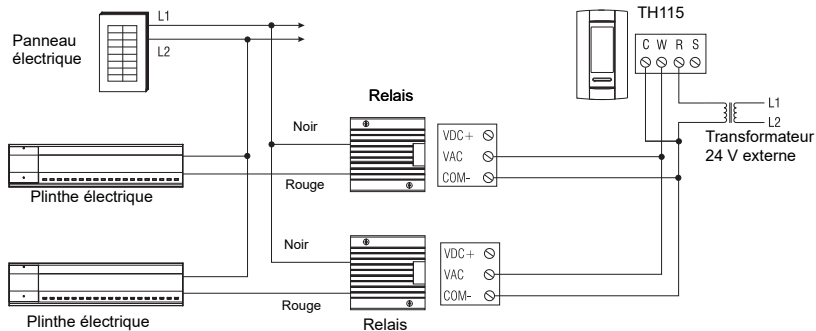 TH115
L1
Panneau
électrique
L2
C W R S
Relais
L1
L2
Noir
VDC+
VAC
COM-
Transformateur
24 V externe
Rouge
Plinthe électrique
Noir
VDC+
VAC
COM-
Rouge
Plinthe électrique
Relais